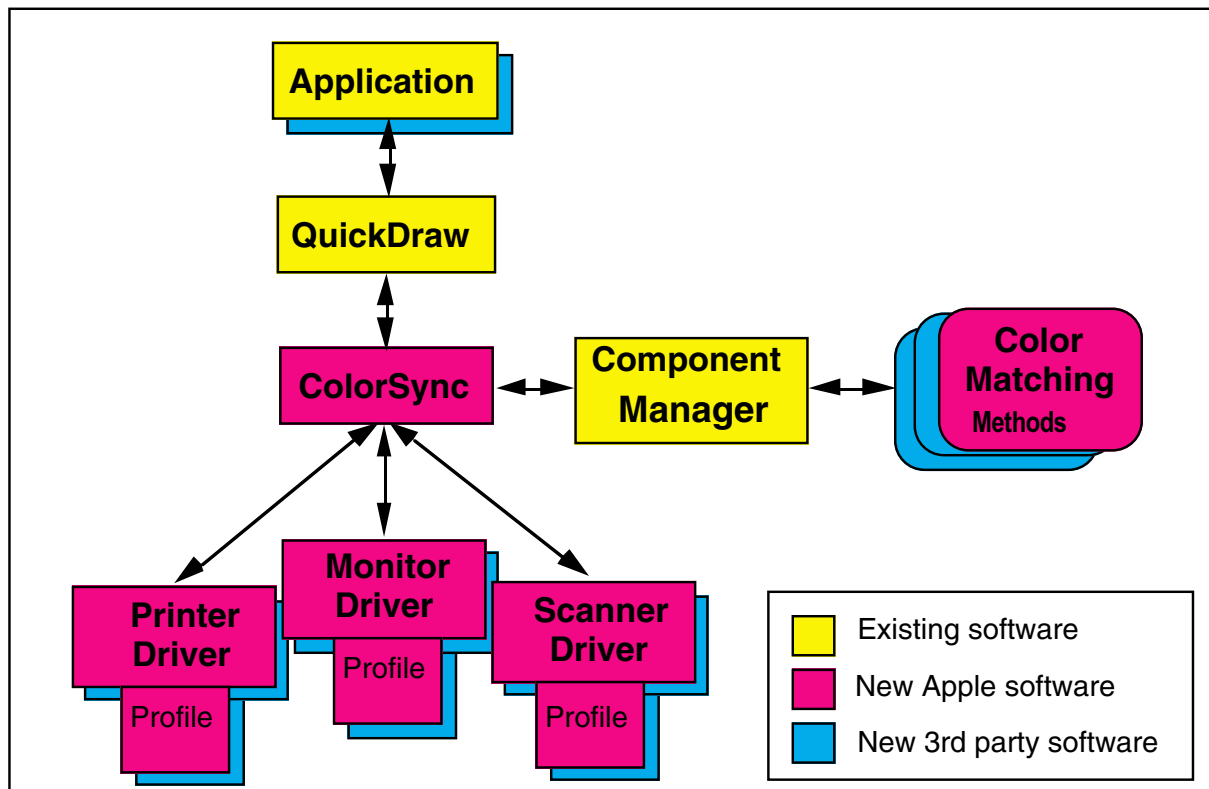 Application
QuickDraw
ColorSync
Component
Manager
Color
Matching
Methods
Printer
Driver
Profile
Monitor
Driver
Profile
Scanner
Driver
Profile
Existing software
New Apple software
New 3rd party software